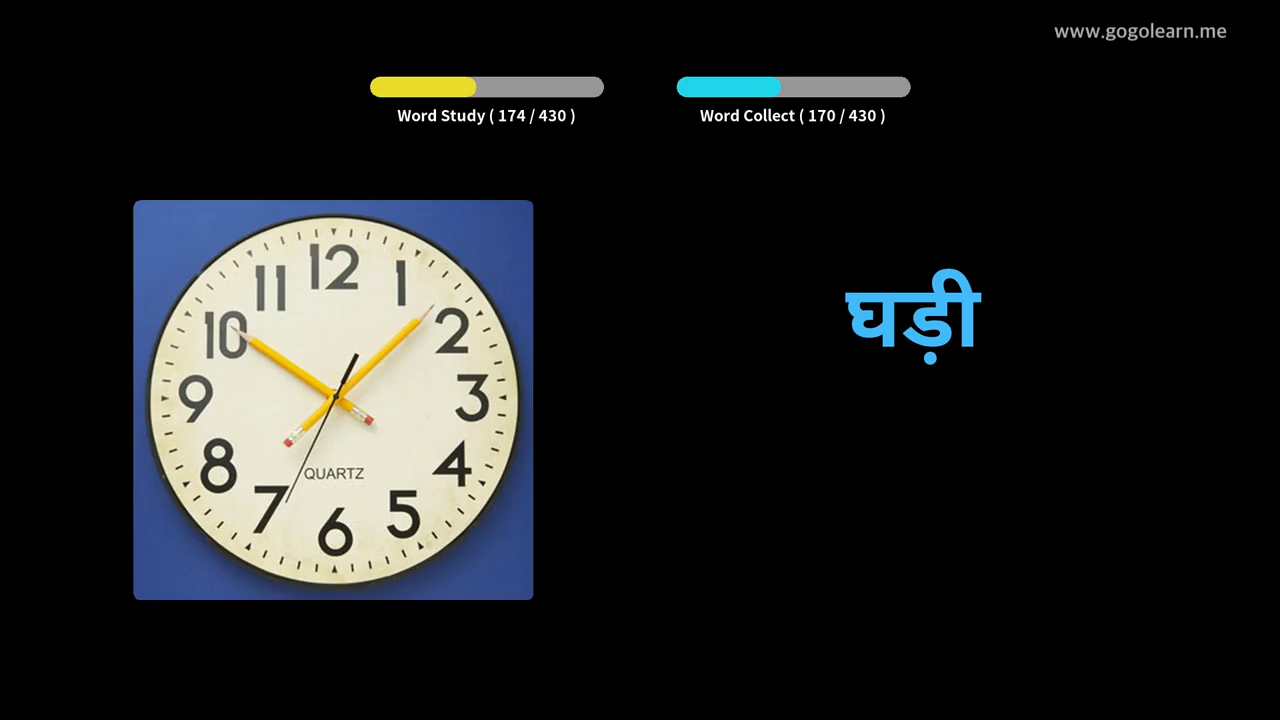 www.gogolearn.me
Word Study ( 174 / 430 )
Word Collect ( 170 / 430 )
12
11
1
10
2
9
3
8
4
QUARTZ
7
5
6
घड़ी